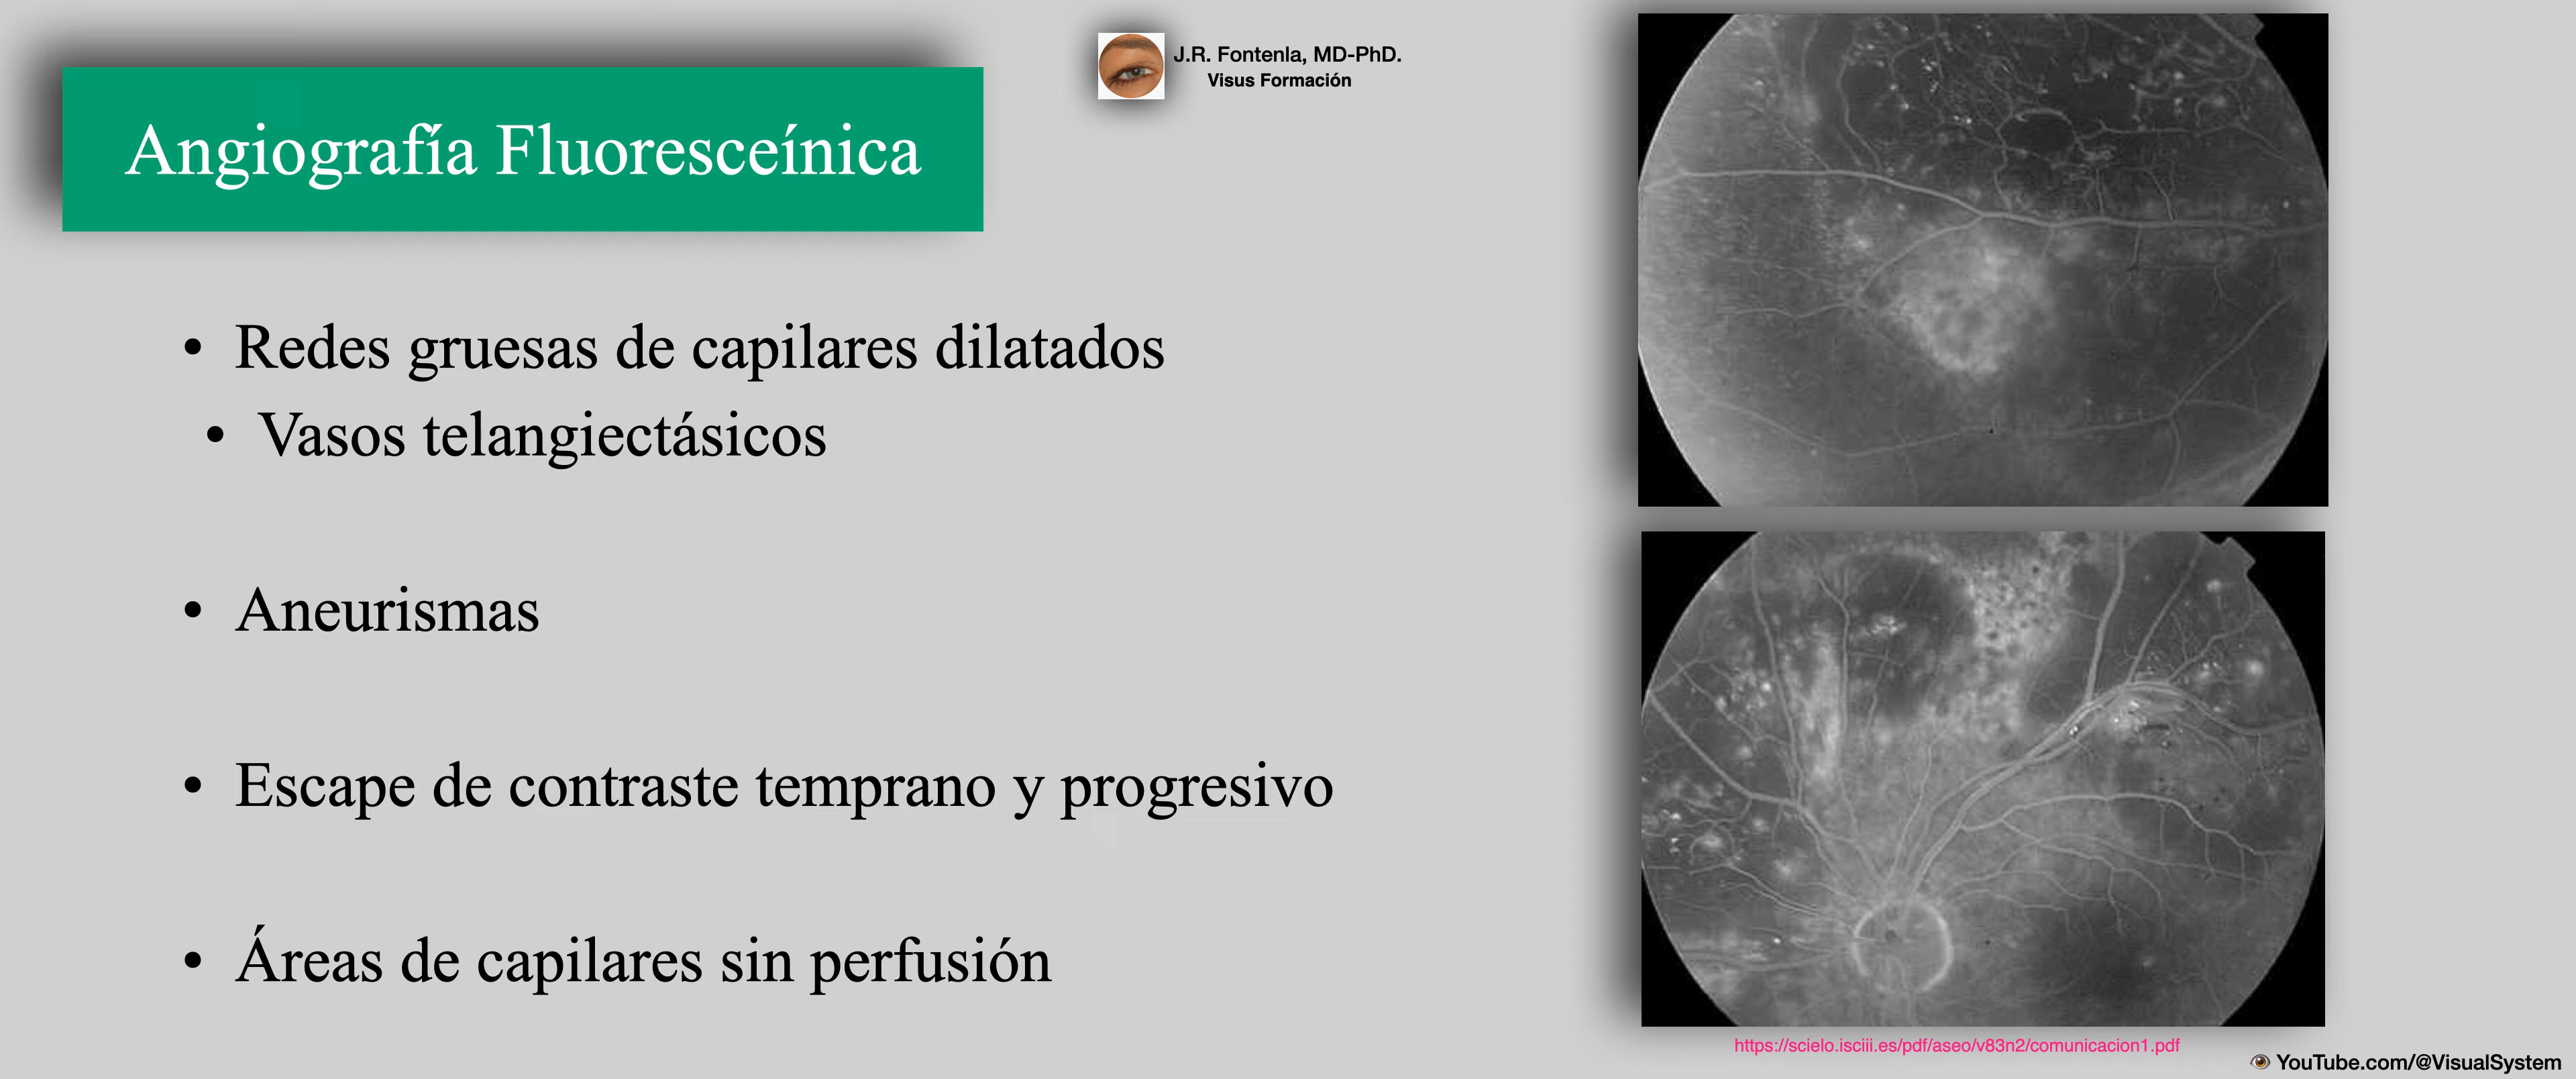 J.R. Fontenla, MD-PhD.
Visus Formación
Angiografía Fluoresceínica
• Redes gruesas de capilares dilatados
• Vasos telangiectásicos
• Aneurismas
• Escape de contraste temprano y progresivo
• Áreas de capilares sin perfusión
https://scielo.isciii.es/pdf/aseo/v83n2/comunicacion1.pdf
YouTube.com/@VisualSystem